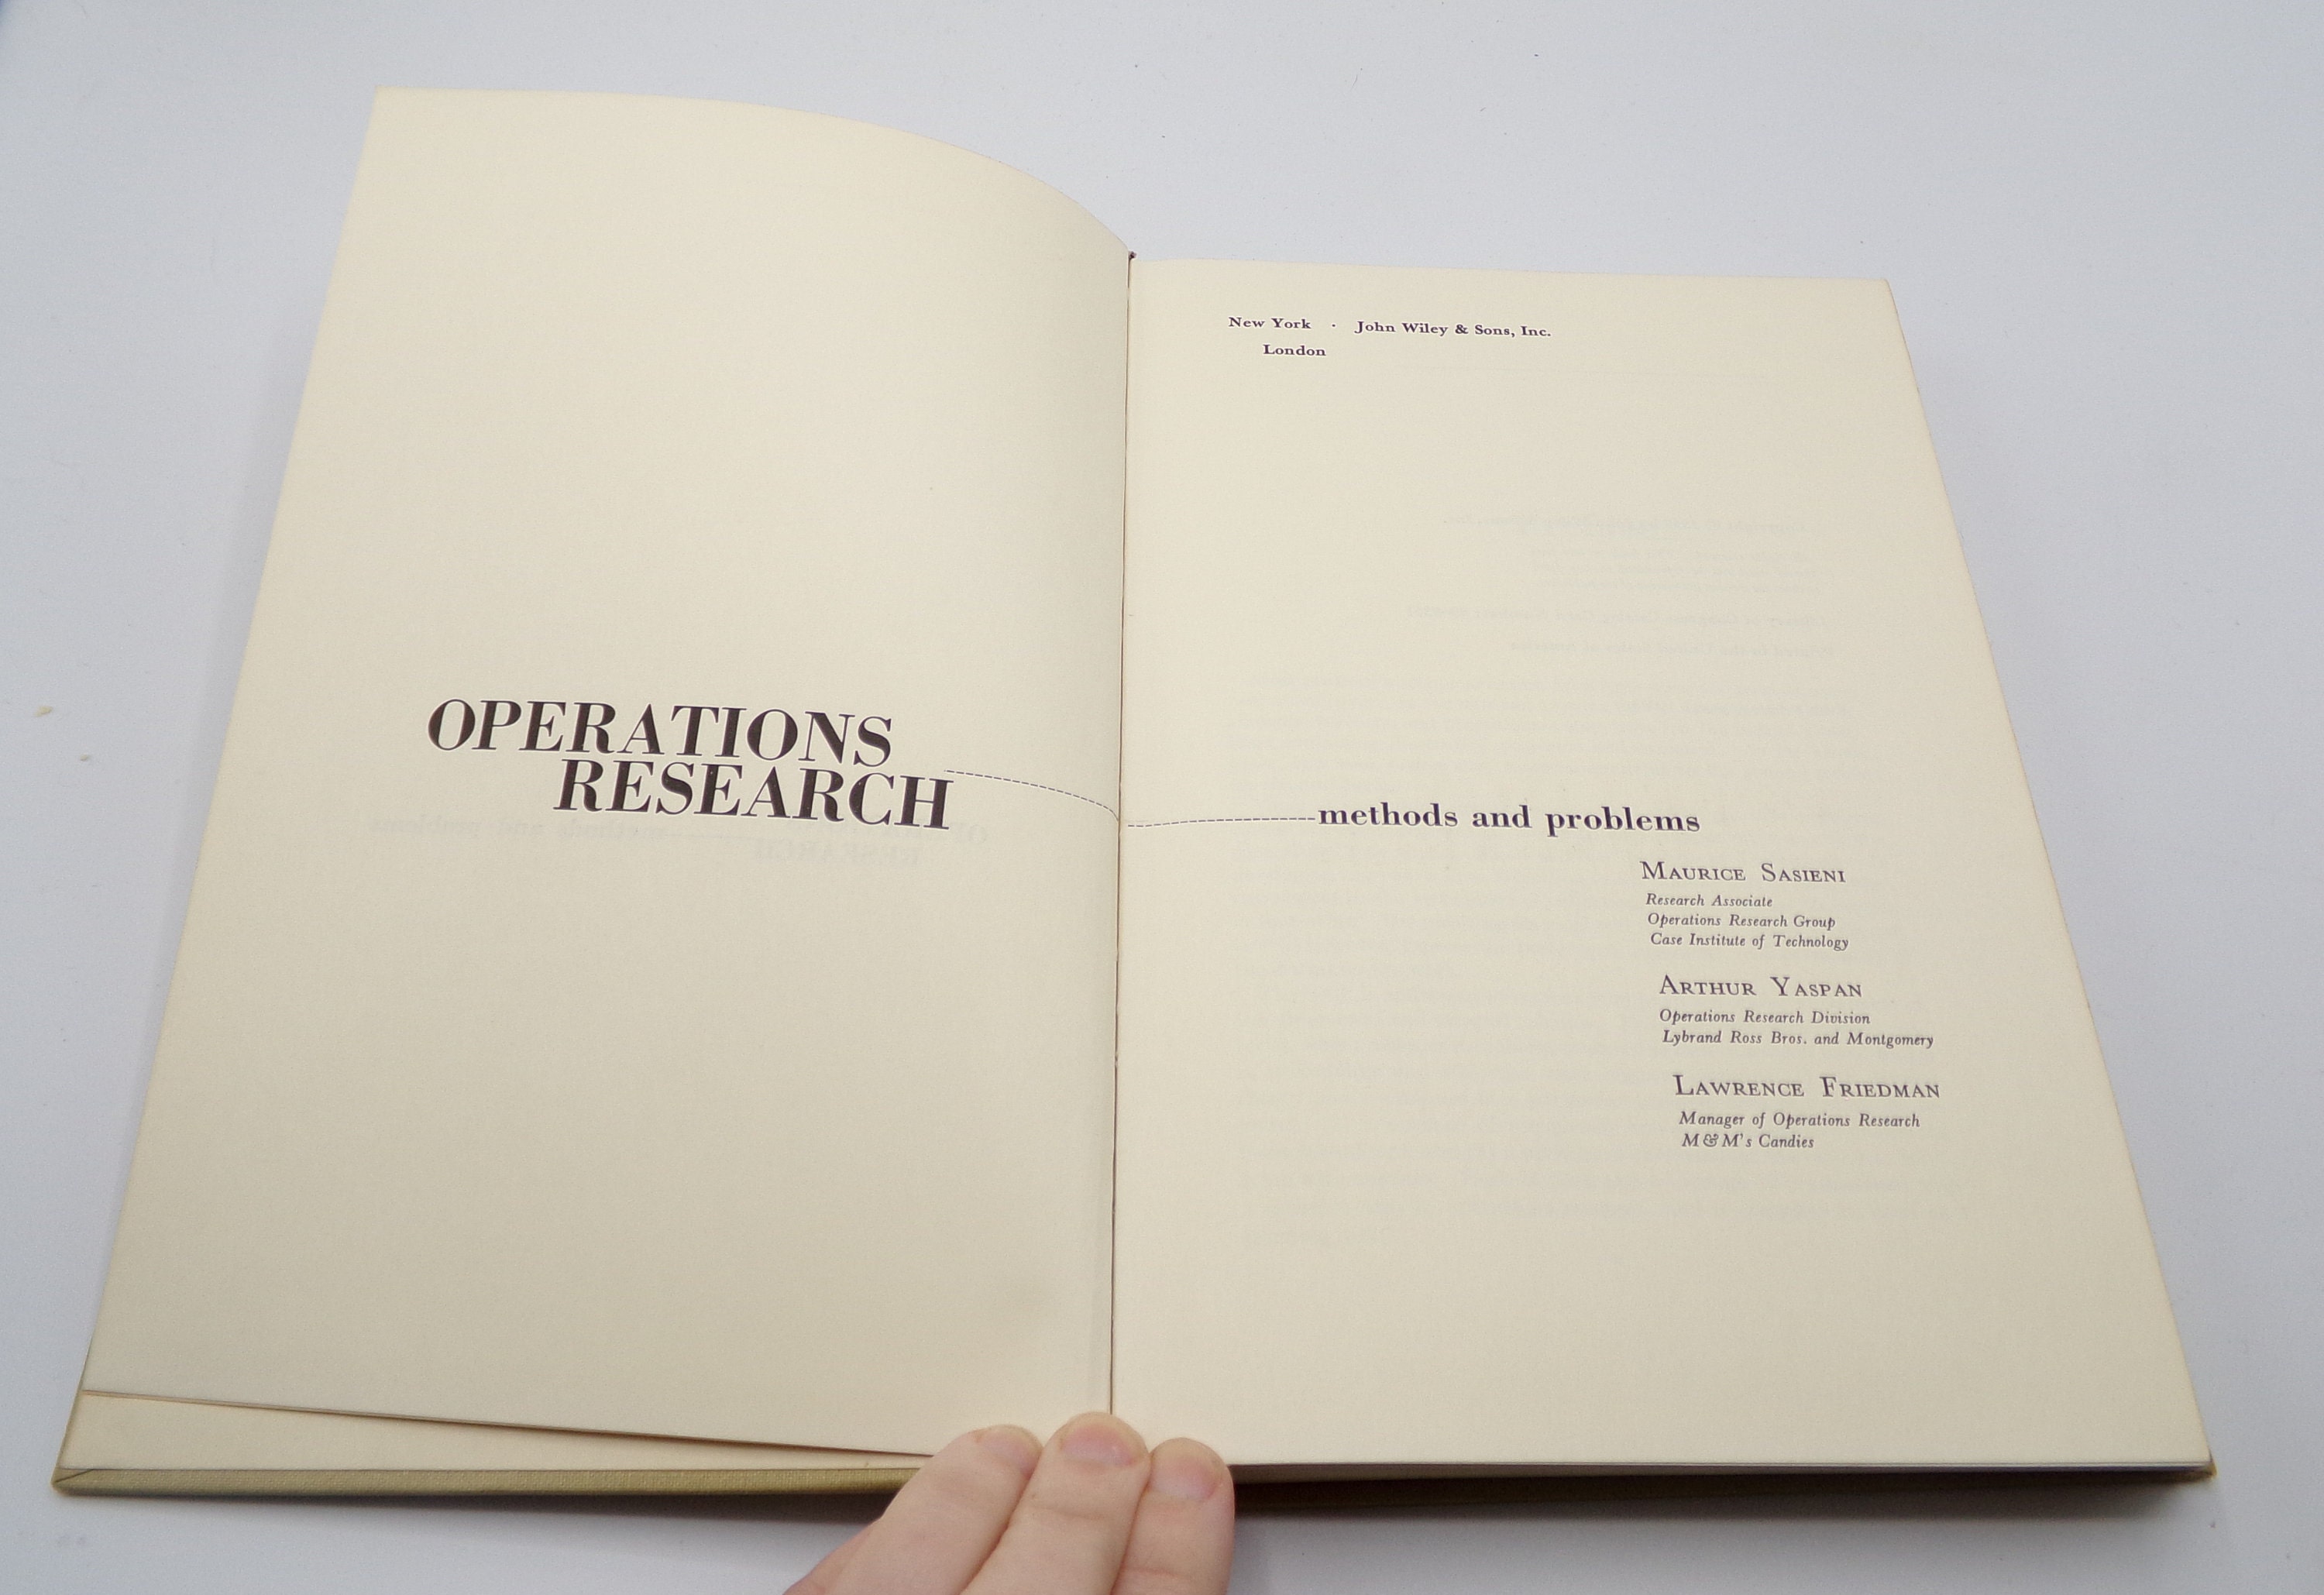 OPERATIONS
RESEARCH
New York · John Wiley & Sons, Inc.
London
methods and problems
MAURICE SASIENI
Research Associate
Operations Research Group
Case Institute of Technology
ARTHUR YASPAN
Operations Research Division
Lybrand Ross Bros. and Montgomery
LAWRENCE FRIEDMAN
Manager of Operations Research
M & M's Candies